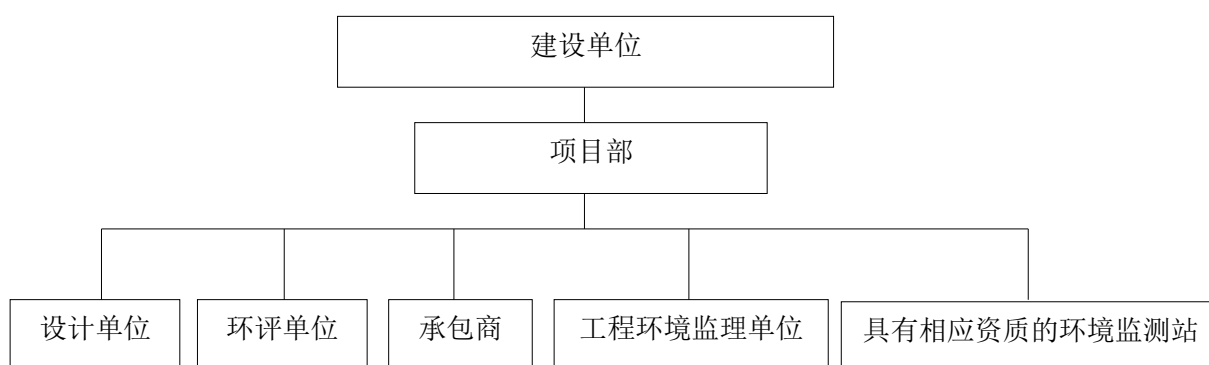 建设单位
项目部
设计单位
环评单位
承包商
工程环境监理单位
具有相应资质的环境监测站